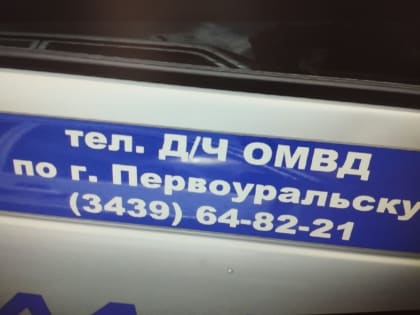 тел. Д/Ч ОМВД
по г. Первоуральску
(3439) 64-82-21